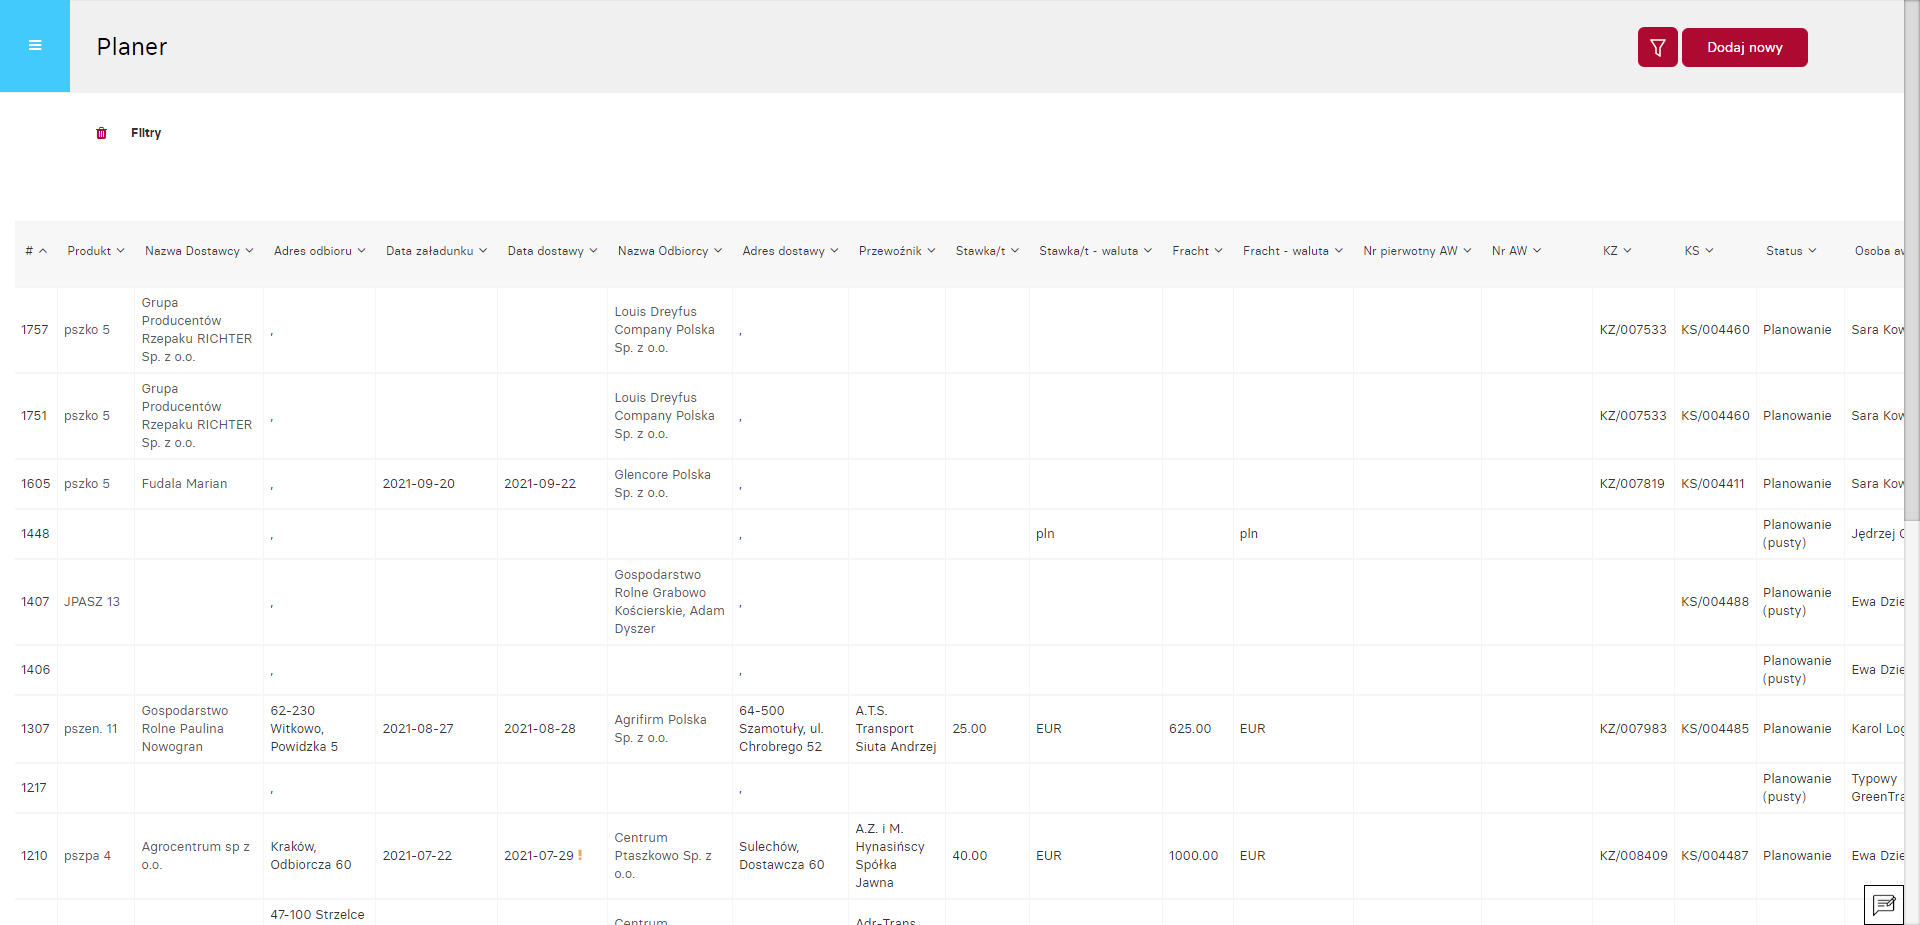 Planer
Dodaj nowy
Filtry
# Produkt Nazwa Dostawcy Adres odbioru Data załadunku Data dostawy Nazwa Odbiorcy Adres dostawy Przewoźnik Stawka/t Stawka/t - waluta Fracht Fracht - waluta Nr pierwotny AW Nr AW KZ KS Status Osoba aw
1757 pszko 5
Grupa
Producentów
Rzepaku RICHTER
Sp. z o.o.
,
Louis Dreyfus
Company Polska
Sp. z o.o.
,
KZ/007533 KS/004460 Planowanie Sara Kow
1751 pszko 5
Grupa
Producentów
Rzepaku RICHTER
Sp. z o.o.
,
Louis Dreyfus
Company Polska
Sp. z o.o.
,
KZ/007533 KS/004460 Planowanie Sara Kow
1605 pszko 5 Fudala Marian , 2021-09-20 2021-09-22
Glencore Polska
Sp. z o.o.
,
KZ/007819 KS/004411 Planowanie Sara Kow
1448 , , pln pln
Planowanie
(pusty)
Jędrzej
1407 JPASZ 13 ,
Gospodarstwo
Rolne Grabowo
Kościerskie, Adam
Dyszer
,
KS/004488
Planowanie
(pusty)
Ewa Dzie
1406 , ,
Planowanie
(pusty)
Ewa Dzie
1307 pszen. 11
Gospodarstwo
Rolne Paulina
Nowogran
62-230
Witkowo,
Powidzka 5
2021-08-27 2021-08-28
Agrifirm Polska
Sp. z o.o.
64-500
Szamotuły, ul.
Chrobrego 52
A.T.S.
Transport
Siuta Andrzej
25.00 EUR 625.00 EUR KZ/007983 KS/004485 Planowanie Karol Log
1217 , ,
Planowanie
(pusty)
Typowy
GreenTra
1210 pszpa 4
Agrocentrum sp z
o.o.
Kraków,
Odbiorcza 60
2021-07-22 2021-07-29 !
Centrum
Ptaszkowo Sp. z
o.o.
Sulechów,
Dostawcza 60
A.Z. i M.
Hynasińscy
Spółka
Jawna
40.00 EUR 1000.00 EUR KZ/008409 KS/004487 Planowanie Ewa Dzie
47-100 Strzelce
Centrum
Adr-Trans